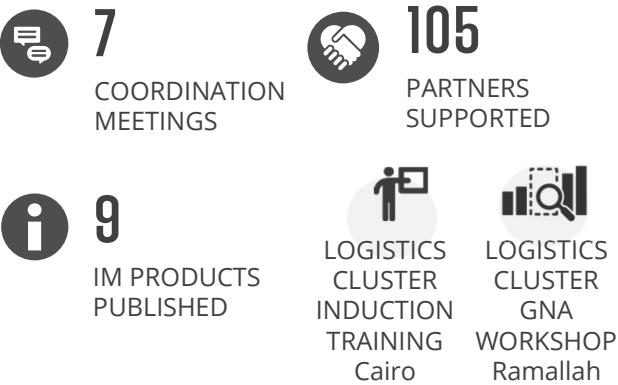 7
COORDINATION
MEETINGS
105
PARTNERS
SUPPORTED
9
IM PRODUCTS
PUBLISHED
LOGISTICS
CLUSTER
INDUCTION
TRAINING
Cairo
LOGISTICS
CLUSTER
GNA
WORKSHOP
Ramallah